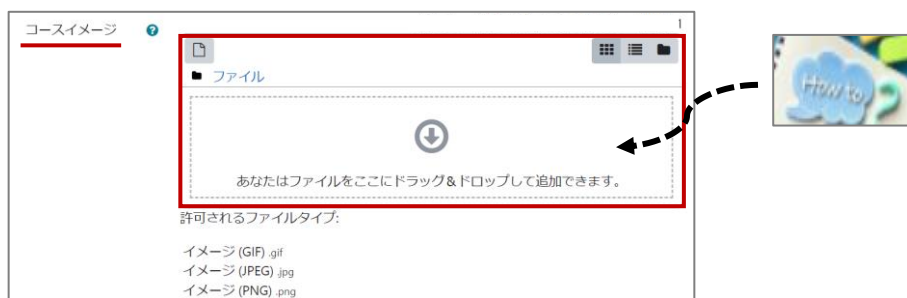 コースイメージ
1
ファイル
あなたはファイルをここにドラッグ&ドロップして追加できます。
許可されるファイルタイプ:
イメージ (GIF) .gif
イメージ (JPEG) .jpg
イメージ (PNG) .png
How to ?